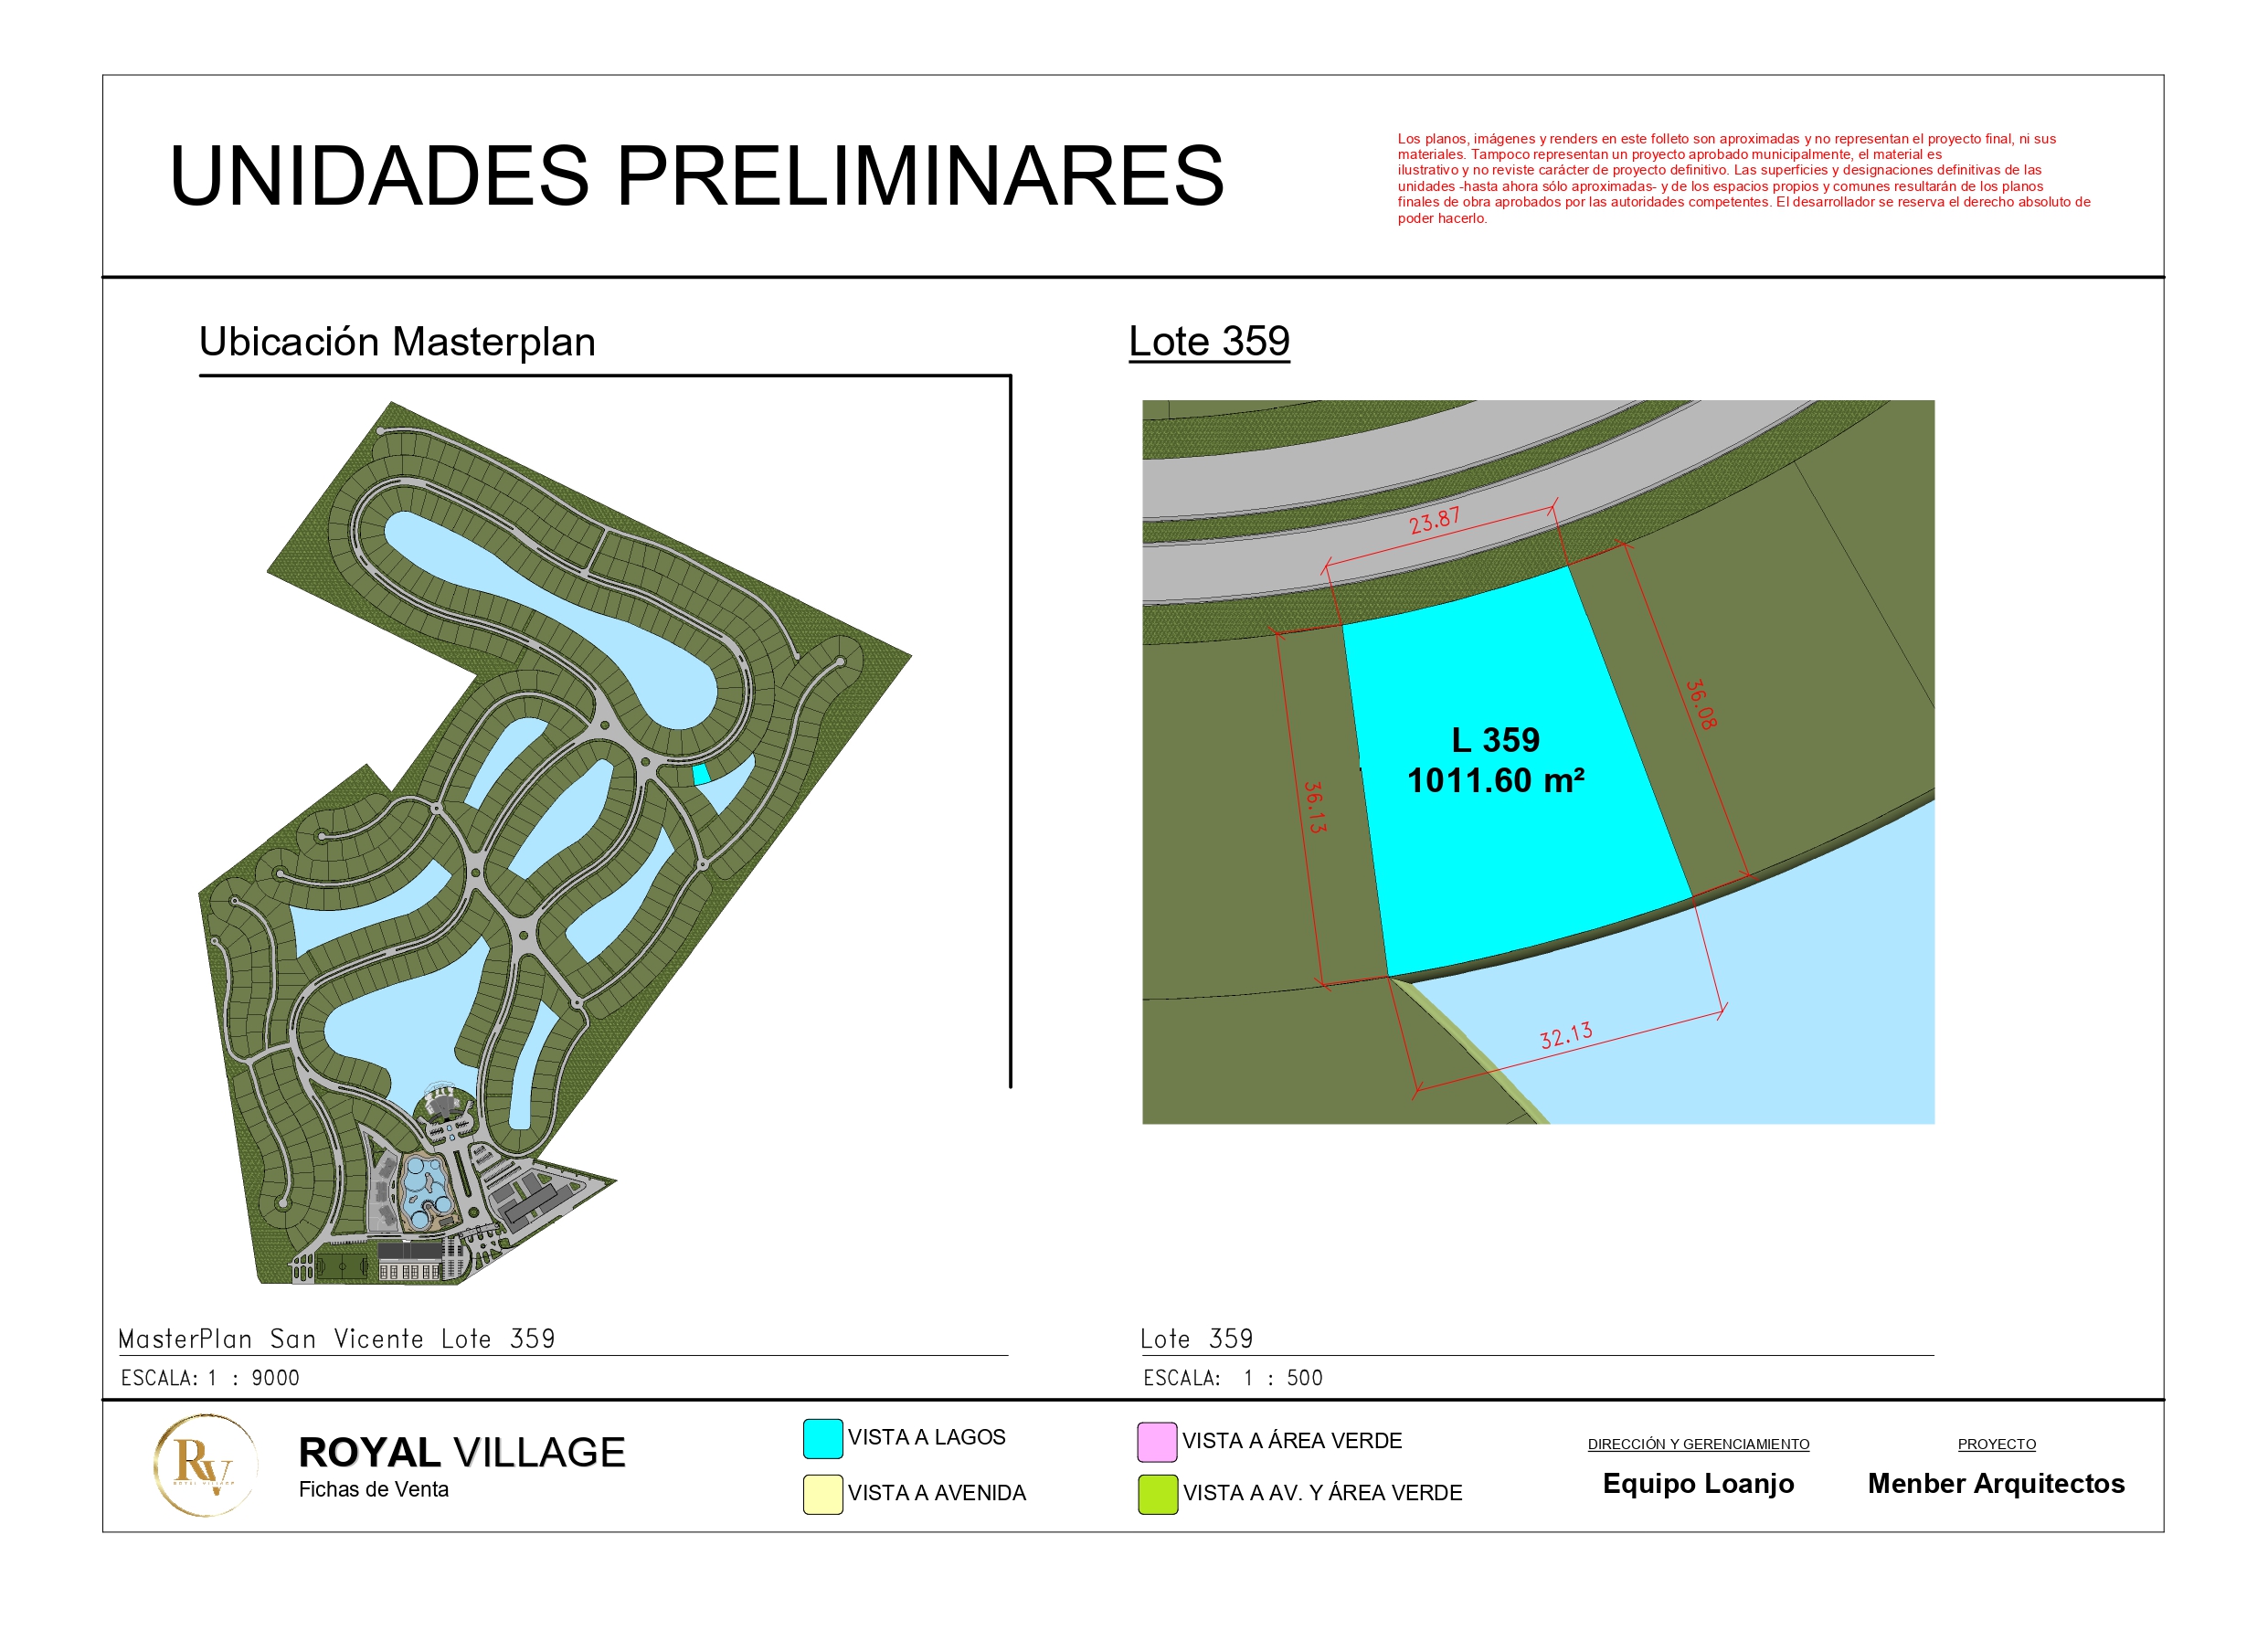 UNIDADES PRELIMINARES
Los planos, imágenes y renders en este folleto son aproximadas y no representan el proyecto final, ni sus
materiales. Tampoco representan un proyecto aprobado municipalmente, el material es
ilustrativo y no reviste carácter de proyecto definitivo. Las superficies y designaciones definitivas de las
unidades -hasta ahora sólo aproximadas- y de los espacios propios y comunes resultarán de los planos
finales de obra aprobados por las autoridades competentes. El desarrollador se reserva el derecho absoluto de
poder hacerlo.
Ubicación Masterplan
Lote 359
23.87
36.08
L 359
1011.60 m²
36.13
32.13
MasterPlan San Vicente Lote 359
ESCALA: 1 : 9000
Lote 359
ESCALA: 1 : 500
RV
ROYAL VILLAGE
ROYAL VILLAGE
Fichas de Venta
VISTA A LAGOS
VISTA A AVENIDA
VISTA A ÁREA VERDE
VISTA A AV. Y ÁREA VERDE
DIRECCIÓN Y GERENCIAMIENTO
Equipo Loanjo
PROYECTO
Menber Arquitectos